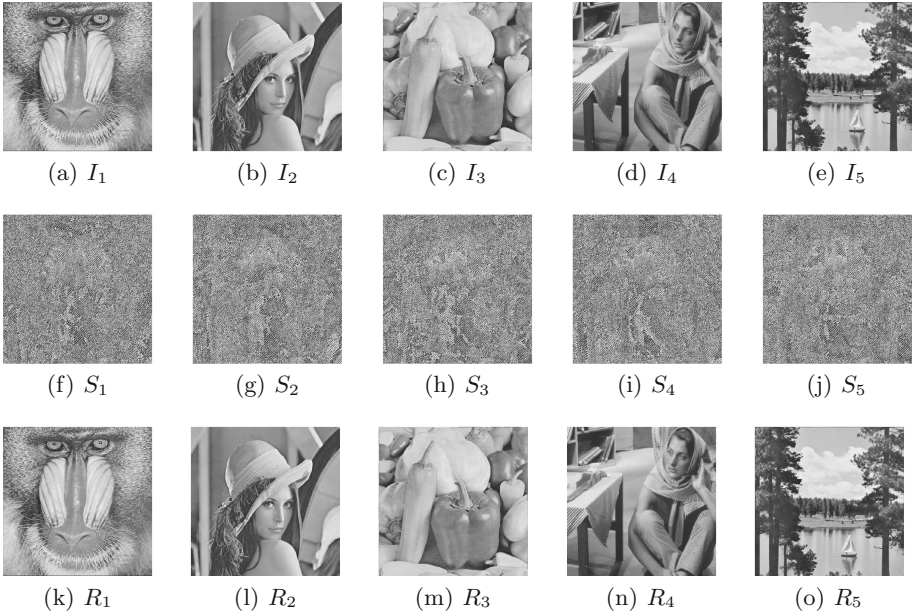 (a) I₁ (b) I₂ (c) I₃ (d) I₄ (e) I₅
(f) S₁ (g) S₂ (h) S₃ (i) S₄ (j) S₅
(k) R₁ (l) R₂ (m) R₃ (n) R₄ (o) R₅